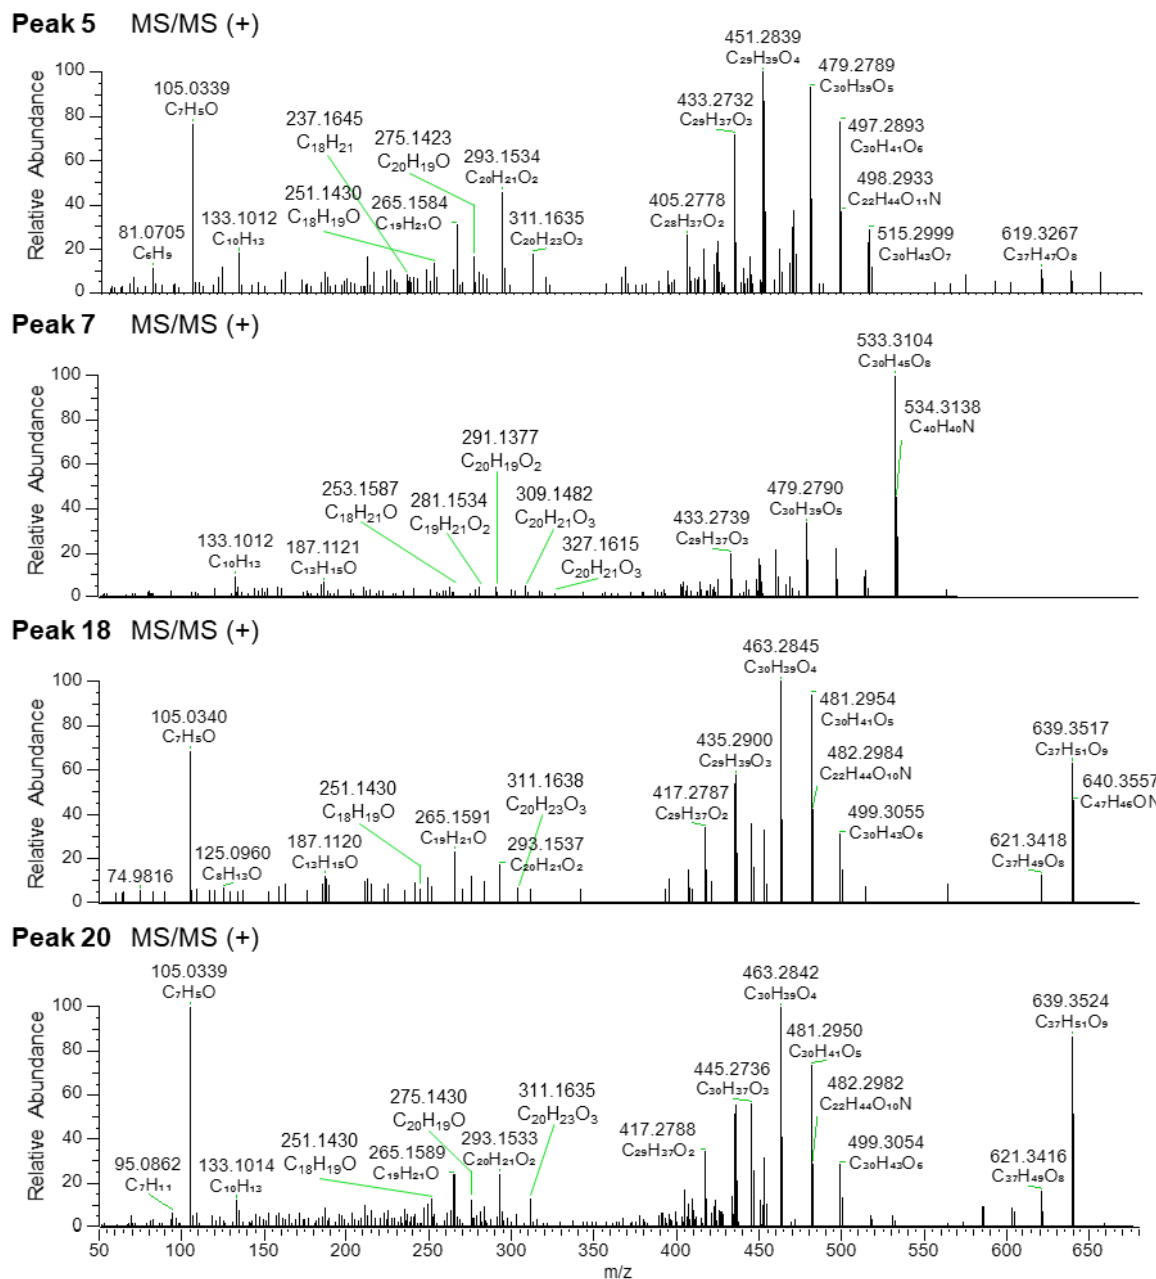 Peak 5 MS/MS (+)
Relative Abundance
100
80
60
40
20
0
81.0705
C₆H₉
105.0339
C₇H₅O
133.1012
C₁₀H₁₃
237.1645
C₁₈H₂₁
251.1430
C₁₈H₁₉O
265.1584
C₁₉H₂₁O
275.1423
C₂₀H₁₉O
293.1534
C₂₀H₂₁O₂
311.1635
C₂₀H₂₃O₃
405.2778
C₂₈H₃₇O₂
433.2732
C₂₉H₃₇O₃
451.2839
C₂₉H₃₉O₄
479.2789
C₃₀H₃₉O₅
497.2893
C₃₀H₄₁O₆
498.2933
C₂₂H₄₄O₁₁N
515.2999
C₃₀H₄₃O₇
619.3267
C₃₇H₄₇O₈
Peak 7 MS/MS (+)
Relative Abundance
100
80
60
40
20
0
133.1012
C₁₀H₁₃
187.1121
C₁₃H₁₅O
253.1587
C₁₈H₂₁O
281.1534
C₁₉H₂₁O₂
291.1377
C₂₀H₁₉O₂
309.1482
C₂₀H₂₁O₃
327.1615
C₂₀H₂₁O₃
433.2739
C₂₉H₃₇O₃
479.2790
C₃₀H₃₉O₅
533.3104
C₃₀H₄₅O₈
534.3138
C₄₀H₄₀N
Peak 18 MS/MS (+)
Relative Abundance
100
80
60
40
20
0
74.9816
105.0340
C₇H₅O
125.0960
C₈H₁₃O
187.1120
C₁₃H₁₅O
251.1430
C₁₈H₁₉O
265.1591
C₁₉H₂₁O
293.1537
C₂₀H₂₁O₂
311.1638
C₂₀H₂₃O₃
417.2787
C₂₉H₃₇O₂
435.2900
C₂₉H₃₉O₃
463.2845
C₃₀H₃₉O₄
481.2954
C₃₀H₄₁O₅
482.2984
C₂₂H₄₄O₁₀N
499.3055
C₃₀H₄₃O₆
621.3418
C₃₇H₄₉O₈
639.3517
C₃₇H₅₁O₉
640.3557
C₄₇H₄₆ON
Peak 20 MS/MS (+)
Relative Abundance
100
80
60
40
20
0
95.0862
C₇H₁₁
105.0339
C₇H₅O
133.1014
C₁₀H₁₃
251.1430
C₁₈H₁₉O
265.1589
C₁₉H₂₁O
275.1430
C₂₀H₁₉O
293.1533
C₂₀H₂₁O₂
311.1635
C₂₀H₂₃O₃
417.2788
C₂₉H₃₇O₂
445.2736
C₃₀H₃₇O₃
463.2842
C₃₀H₃₉O₄
481.2950
C₃₀H₄₁O₅
482.2982
C₂₂H₄₄O₁₀N
499.3054
C₃₀H₄₃O₆
621.3416
C₃₇H₄₉O₈
639.3524
C₃₇H₅₁O₉
50 100 150 200 250 300 350 400 450 500 550 600 650
m/z